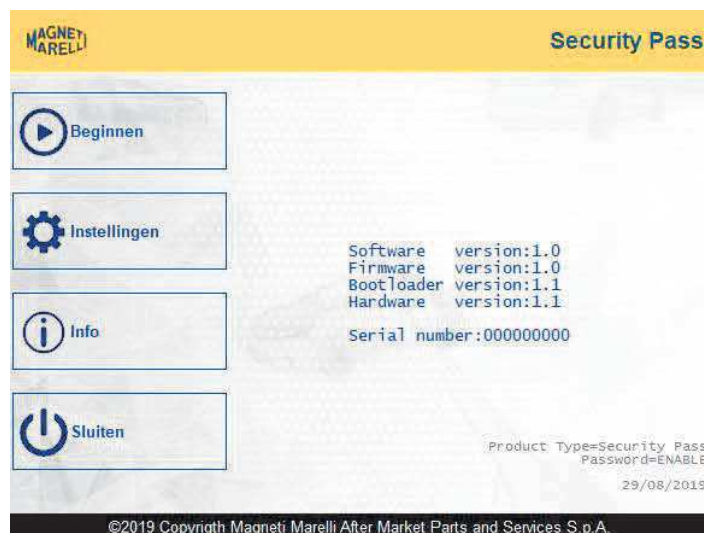 MAGNETI
MARELLI
Security Pass
Beginnen
Instellingen
Software version:1.0
Firmware version:1.0
Bootloader version:1.1
Hardware version:1.1
Info
Serial number:000000000
Sluiten
Product Type=Security Pass
Password=ENABLE
29/08/2019
©2019 Copyrigth Magneti Marelli After Market Parts and Services S.p.A.